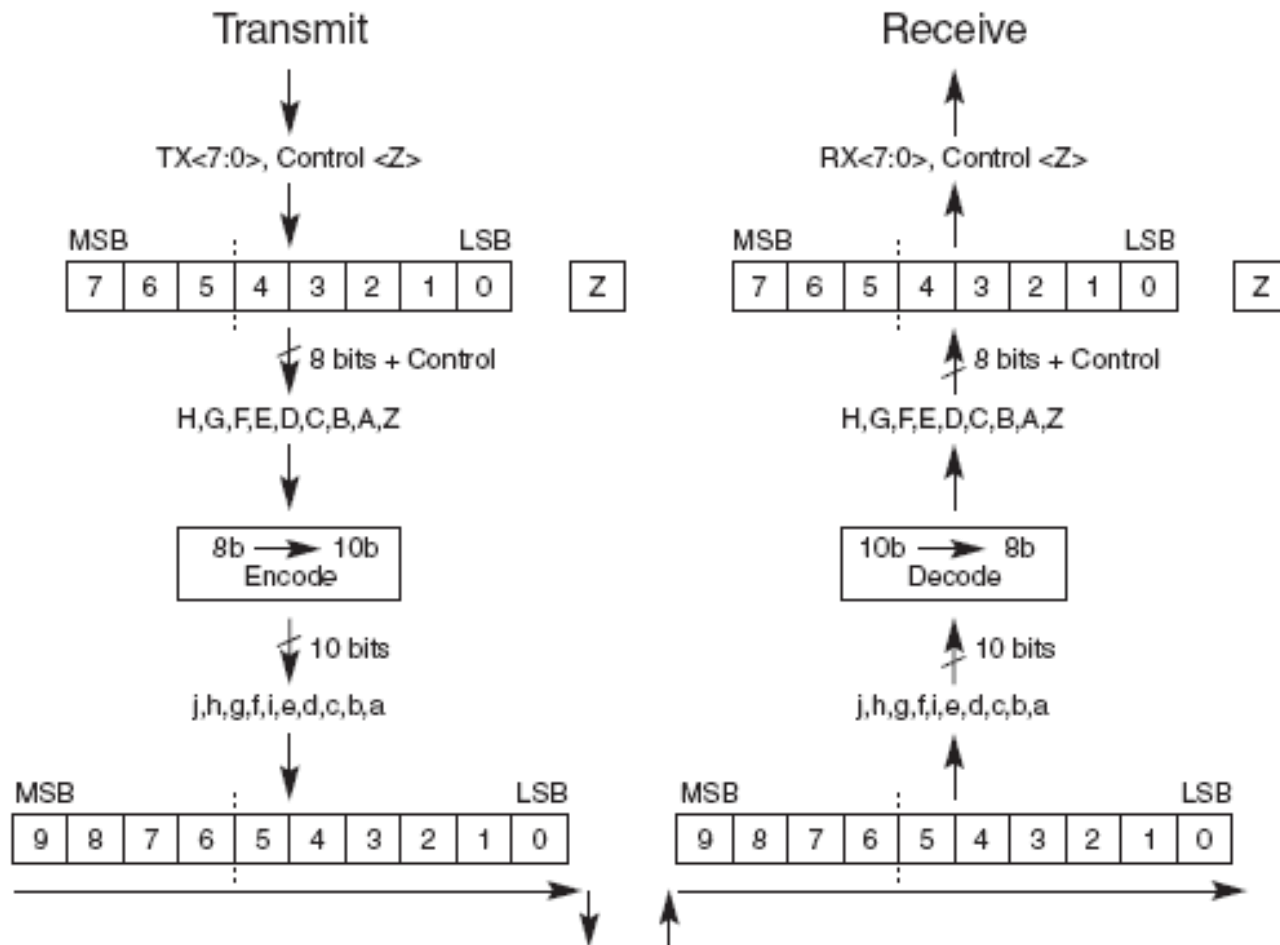 Transmit
TX<7:0>, Control <Z>
MSB LSB
7 6 5 4 3 2 1 0 Z
8 bits + Control
H,G,F,E,D,C,B,A,Z
8b 10b
Encode
10 bits
j,h,g,f,i,e,d,c,b,a
MSB LSB
9 8 7 6 5 4 3 2 1 0
Receive
RX<7:0>, Control <Z>
MSB LSB
7 6 5 4 3 2 1 0 Z
8 bits + Control
H,G,F,E,D,C,B,A,Z
10b 8b
Decode
10 bits
j,h,g,f,i,e,d,c,b,a
MSB LSB
9 8 7 6 5 4 3 2 1 0